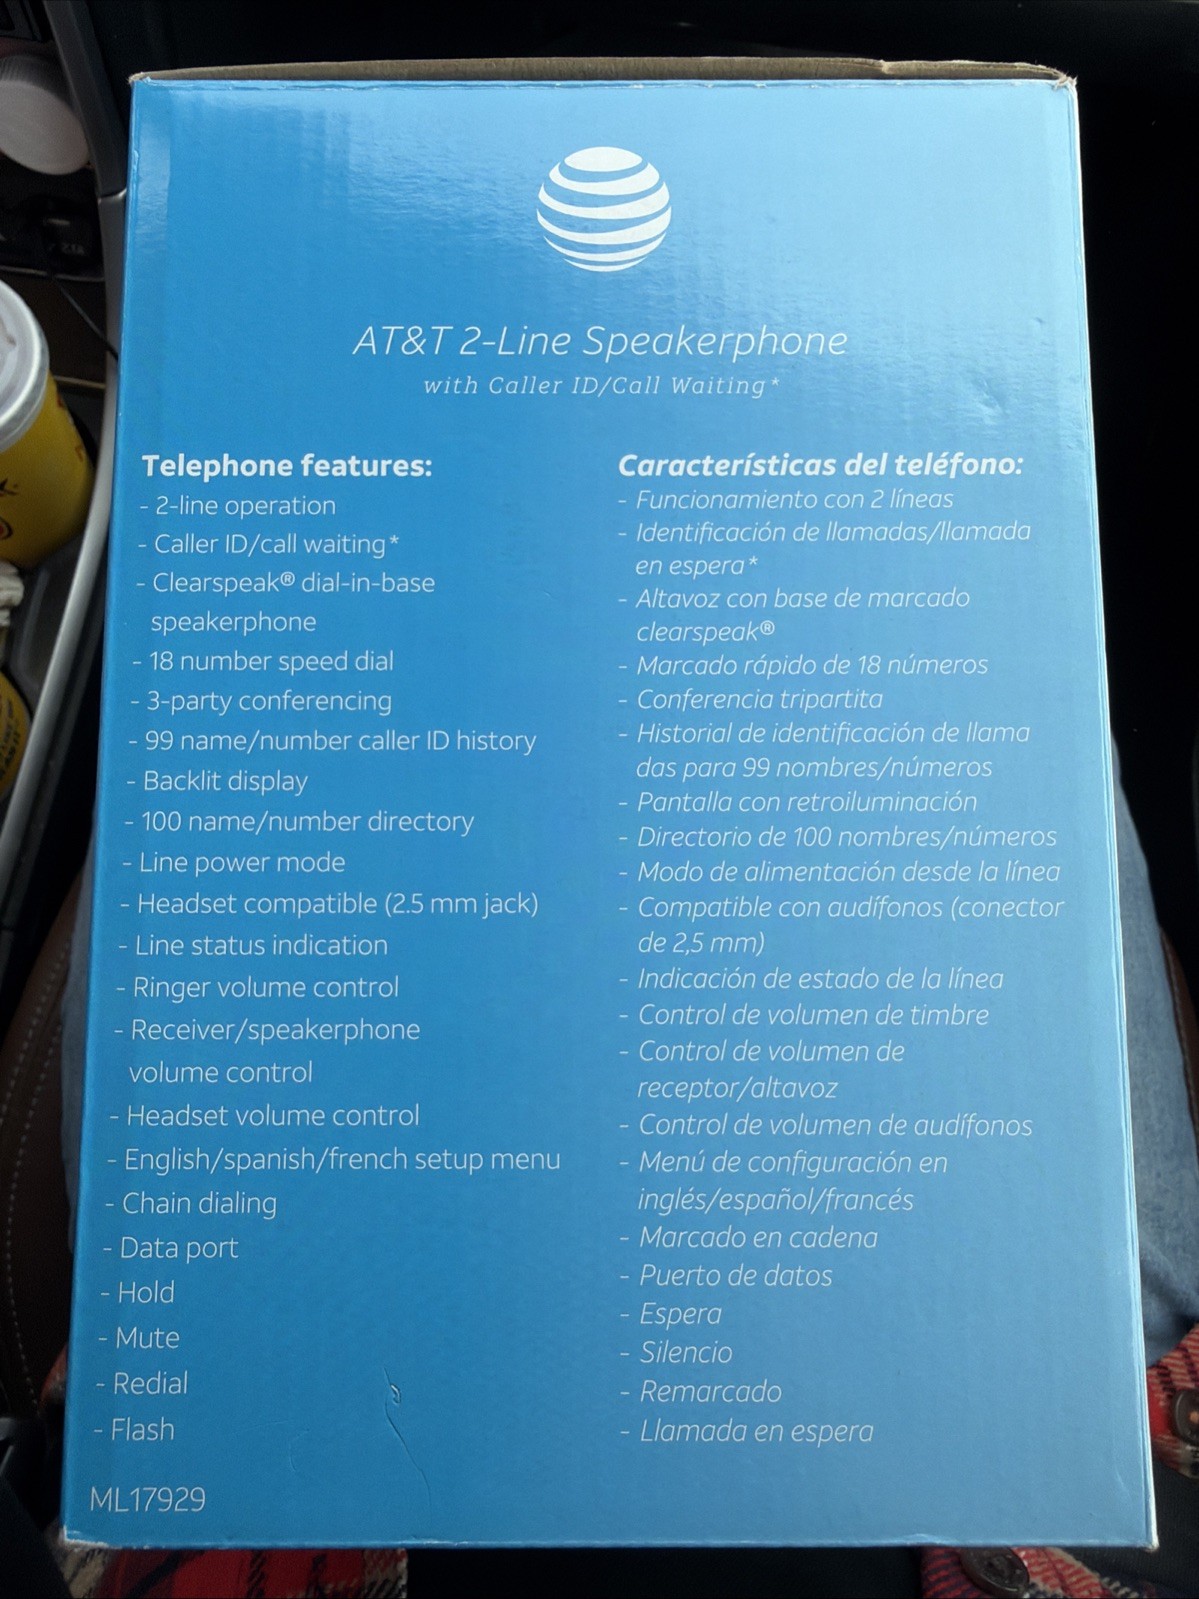 AT&T 2-Line Speakerphone
with Caller ID/Call Waiting*
Telephone features:
- 2-line operation
- Caller ID/call waiting*
- Clearspeak® dial-in-base
speakerphone
- 18 number speed dial
- 3-party conferencing
- 99 name/number caller ID history
- Backlit display
- 100 name/number directory
- Line power mode
- Headset compatible (2.5 mm jack)
- Line status indication
- Ringer volume control
- Receiver/speakerphone
volume control
- Headset volume control
- English/spanish/french setup menu
- Chain dialing
- Data port
- Hold
- Mute
- Redial
- Flash
ML17929
Características del teléfono:
- Funcionamiento con 2 líneas
- Identificación de llamadas/llamada
en espera*
- Altavoz con base de marcado
clearspeak®
- Marcado rápido de 18 números
- Conferencia tripartita
- Historial de identificación de llama
das para 99 nombres/números
- Pantalla con retroiluminación
- Directorio de 100 nombres/números
- Modo de alimentación desde la línea
- Compatible con audífonos (conector
de 2,5 mm)
- Indicación de estado de la línea
- Control de volumen de timbre
- Control de volumen de
receptor/altavoz
- Control de volumen de audífonos
- Menú de configuración en
inglés/español/francés
- Marcado en cadena
- Puerto de datos
- Espera
- Silencio
- Remarcado
- Llamada en espera